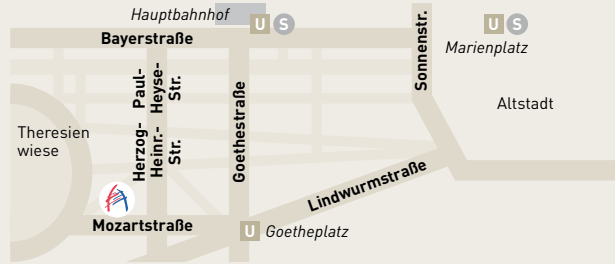 Hauptbahnhof
U S
Bayerstraße
Sonnenstr.
U S
Marienplatz
Paul-
Heyse-
Str.
Altstadt
Theresien
wiese
Herzog-
Heinr.-
Str.
Goethestraße
Lindwurmstraße
Mozartstraße
U Goetheplatz